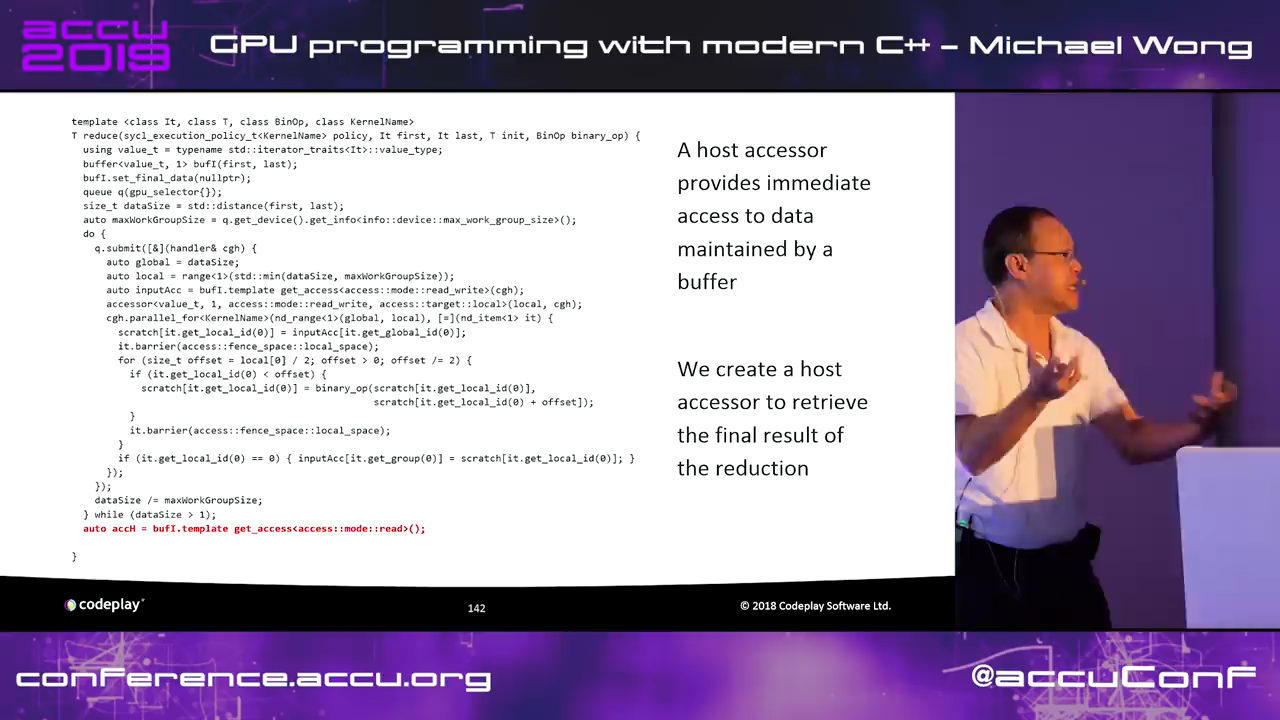 accu
2019
GPU programming with modern C++ – Michael Wong
template <class It, class T, class BinOp, class KernelName>
T reduce(sycl_execution_policy_t<KernelName> policy, It first, It last, T init, BinOp binary_op) {
using value_t = typename std::iterator_traits<It>::value_type;
buffer<value_t, 1> bufI(first, last);
bufI.set_final_data(nullptr);
queue q(gpu_selector{});
size_t dataSize = std::distance(first, last);
auto maxWorkGroupSize = q.get_device().get_info<info::device::max_work_group_size>();
do {
q.submit([&](handler& cgh) {
auto global = dataSize;
auto local = range<1>(std::min(dataSize, maxWorkGroupSize));
auto inputAcc = bufI.template get_access<access::mode::read_write>(cgh);
accessor<value_t, 1, access::mode::read_write, access::target::local>(local, cgh);
cgh.parallel_for<KernelName>(nd_range<1>(global, local), [=](nd_item<1> it) {
scratch[it.get_local_id(0)] = inputAcc[it.get_global_id(0)];
it.barrier(access::fence_space::local_space);
for (size_t offset = local[0] / 2; offset > 0; offset /= 2) {
if (it.get_local_id(0) < offset) {
scratch[it.get_local_id(0)] = binary_op(scratch[it.get_local_id(0)],
scratch[it.get_local_id(0) + offset]);
}
it.barrier(access::fence_space::local_space);
}
if (it.get_local_id(0) == 0) { inputAcc[it.get_group(0)] = scratch[it.get_local_id(0)]; }
});
});
dataSize /= maxWorkGroupSize;
} while (dataSize > 1);
auto accH = bufI.template get_access<access::mode::read>();
}
A host accessor
provides immediate
access to data
maintained by a
buffer
We create a host
accessor to retrieve
the final result of
the reduction
codeplay
142
© 2018 Codeplay Software Ltd.
conference.accu.org
@accuConf